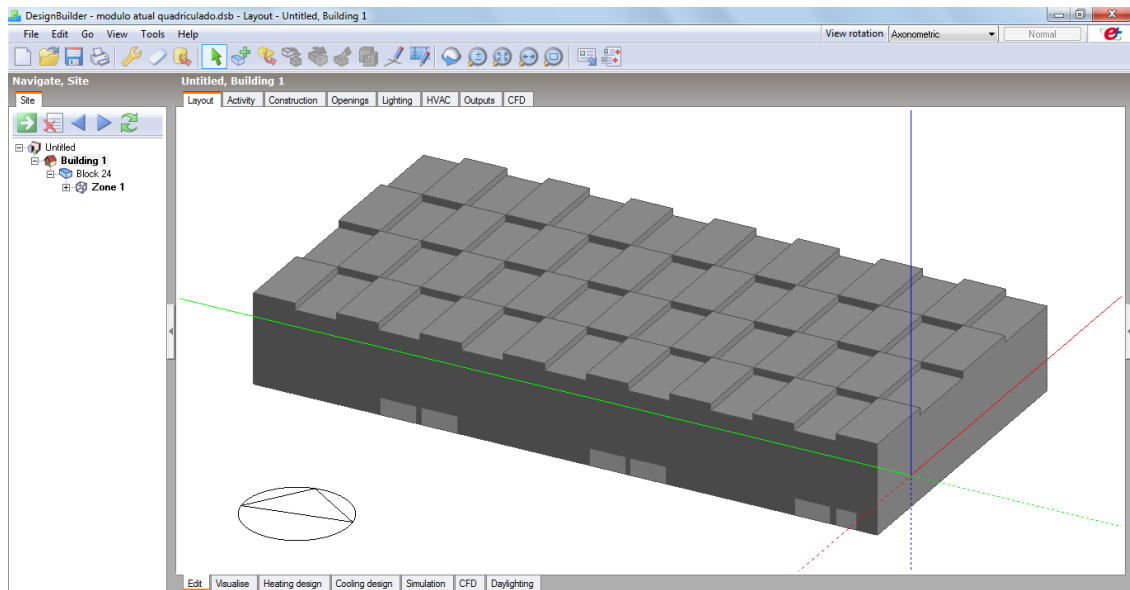 DesignBuilder - modulo atual quadriculado.dsb - Layout - Untitled, Building 1
File Edit Go View Tools Help
View rotation Axonometric Normal
Navigate, Site
Untitled, Building 1
Site
Layout Activity Construction Openings Lighting HVAC Outputs CFD
Untitled
Building 1
Block 24
Zone 1
Edit Visualise Heating design Cooling design Simulation CFD Daylighting